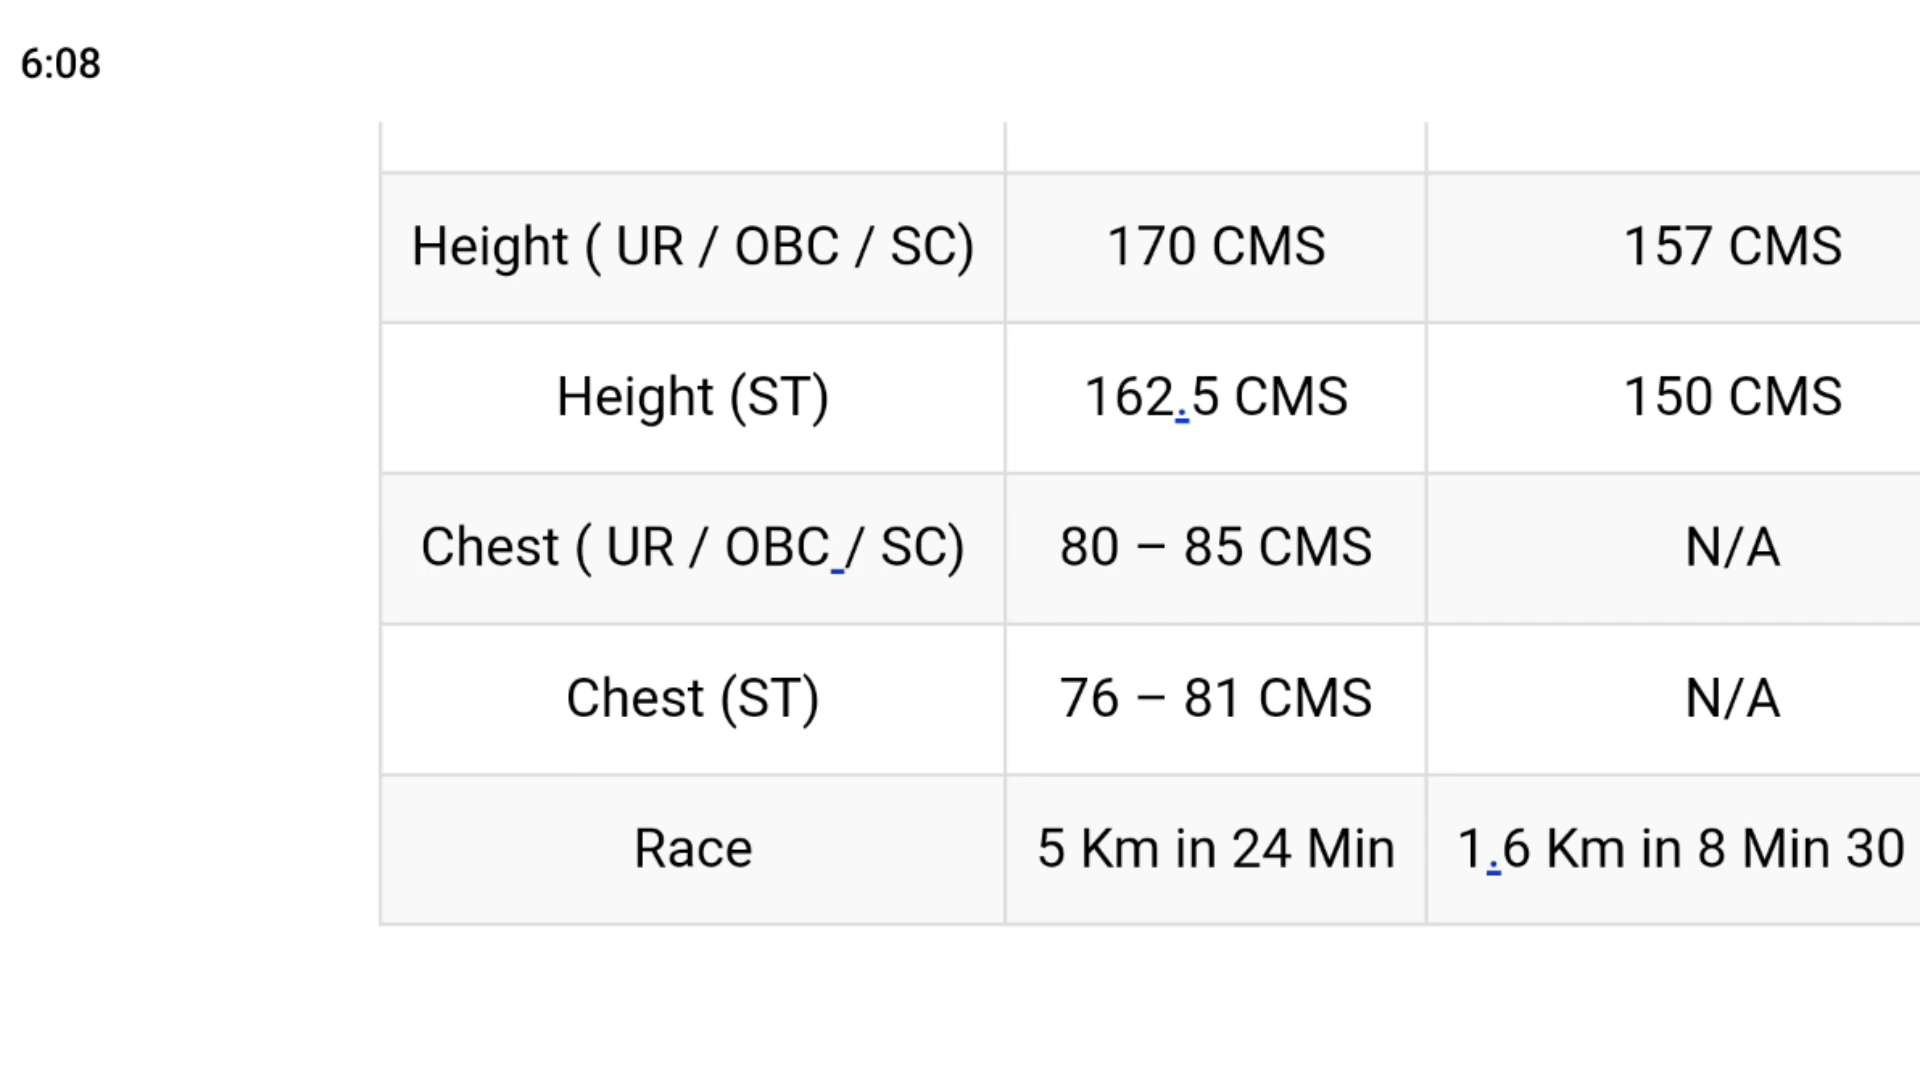 6:08
Height ( UR / OBC / SC) 170 CMS 157 CMS
Height (ST) 162.5 CMS 150 CMS
Chest ( UR / OBC / SC) 80 – 85 CMS N/A
Chest (ST) 76 – 81 CMS N/A
Race 5 Km in 24 Min 1.6 Km in 8 Min 30